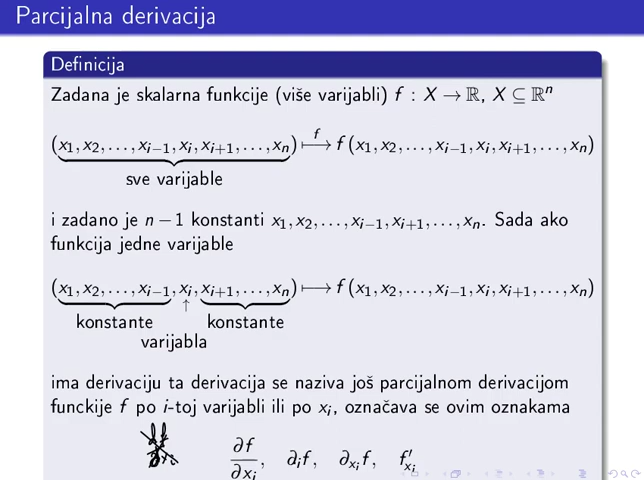 Parcijalna derivacija
Definicija
Zadana je skalarna funkcije (više varijabli) f : X → ℝ, X ⊆ ℝⁿ
(x₁, x₂, . . . , xᵢ₋₁, xᵢ, xᵢ₊₁, . . . , xₙ) ⟼ f (x₁, x₂, . . . , xᵢ₋₁, xᵢ, xᵢ₊₁, . . . , xₙ)
f
sve varijable
i zadano je n − 1 konstanti x₁, x₂, . . . , xᵢ₋₁, xᵢ₊₁, . . . , xₙ. Sada ako
funkcija jedne varijable
(x₁, x₂, . . . , xᵢ₋₁, xᵢ, xᵢ₊₁, . . . , xₙ) ⟼ f (x₁, x₂, . . . , xᵢ₋₁, xᵢ, xᵢ₊₁, . . . , xₙ)
konstante ↑ konstante
varijabla
ima derivaciju ta derivacija se naziva još parcijalnom derivacijom
funckije f po i-toj varijabli ili po xᵢ, označava se ovim oznakama
∂f/∂xᵢ, ∂ᵢf, ∂ₓᵢf, f′ₓᵢ